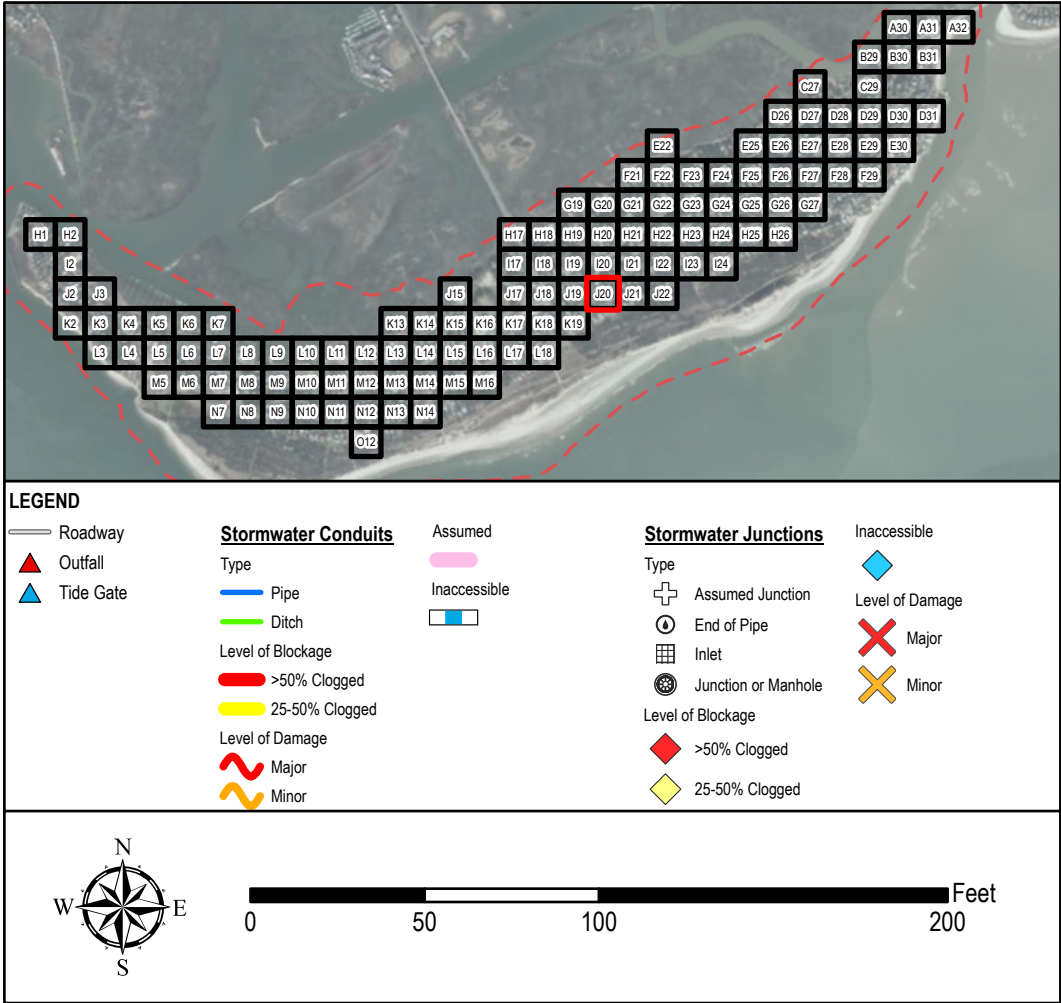 A30 A31 A32
B29 B30 B31
C27 C29
D26 D27 D28 D29 D30 D31
E22 E25 E26 E27 E28 E29 E30
F21 F22 F23 F24 F25 F26 F27 F28 F29
G19 G20 G21 G22 G23 G24 G25 G26 G27
H1 H2 H17 H18 H19 H20 H21 H22 H23 H24 H25 H26
I2 I17 I18 I19 I20 I21 I22 I23 I24
J2 J3 J15 J17 J18 J19 J20 J21 J22
K2 K3 K4 K5 K6 K7 K13 K14 K15 K16 K17 K18 K19
L3 L4 L5 L6 L7 L8 L9 L10 L11 L12 L13 L14 L15 L16 L17 L18
M5 M6 M7 M8 M9 M10 M11 M12 M13 M14 M15 M16
N7 N8 N9 N10 N11 N12 N13 N14
O12
LEGEND
Roadway
Outfall
Tide Gate
Stormwater Conduits
Type
Pipe
Ditch
Level of Blockage
>50% Clogged
25-50% Clogged
Level of Damage
Major
Minor
Assumed
Inaccessible
Stormwater Junctions
Type
Assumed Junction
End of Pipe
Inlet
Junction or Manhole
Level of Blockage
>50% Clogged
25-50% Clogged
Inaccessible
Level of Damage
Major
Minor
N
W E
S
Feet
0 50 100 200